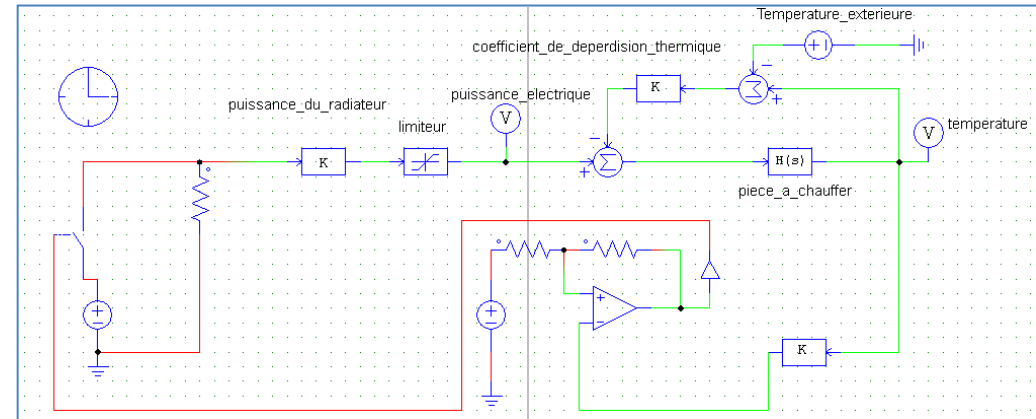 Temperature_exterieure
coefficient_de_deperdision_thermique
K
puissance_electrique
puissance_du_radiateur
limiteur
V
V
temperature
K
H(s)
piece_a_chauffer
K